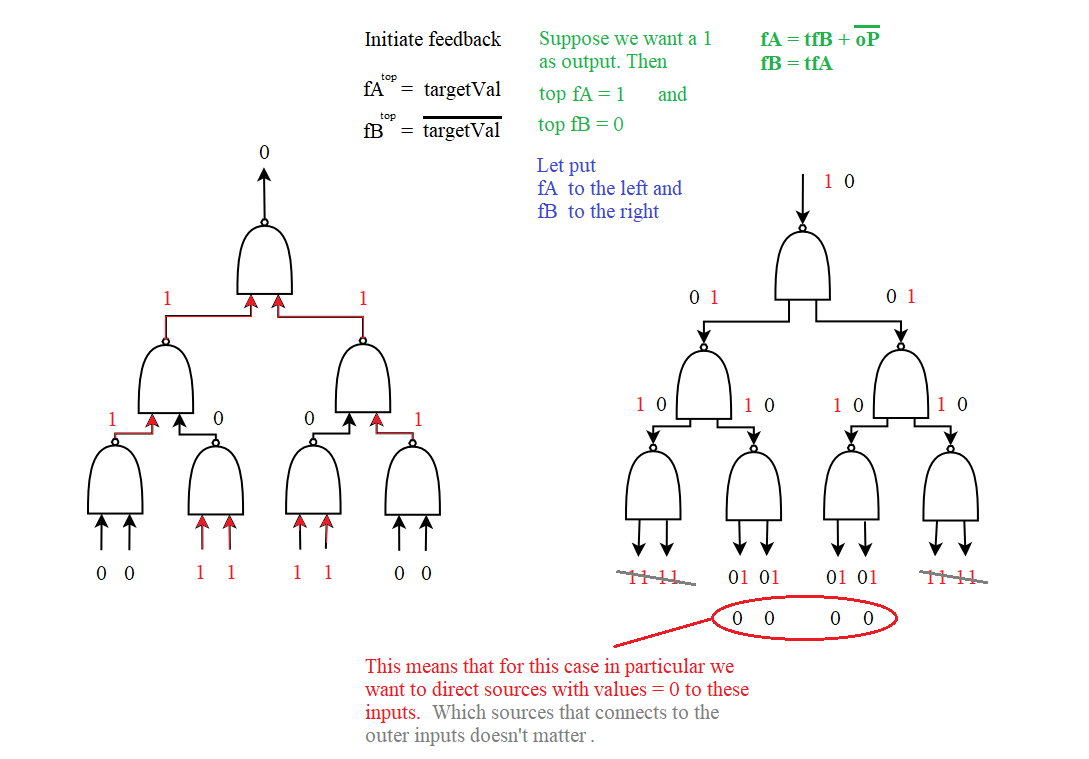 Initiate feedback
fA top = targetVal
fB top = targetVal
Suppose we want a 1
as output. Then
top fA = 1 and
top fB = 0
fA = tfB + oP
fB = tfA
Let put
fA to the left and
fB to the right
0
1 1
1 0 0 1
0 0 1 1 1 1 0 0
1 0
0 1 0 1
1 0 1 0 1 0 1 0
11 11 01 01 01 01 11 11
0 0 0 0
This means that for this case in particular we
want to direct sources with values = 0 to these
inputs. Which sources that connects to the
outer inputs doesn't matter .